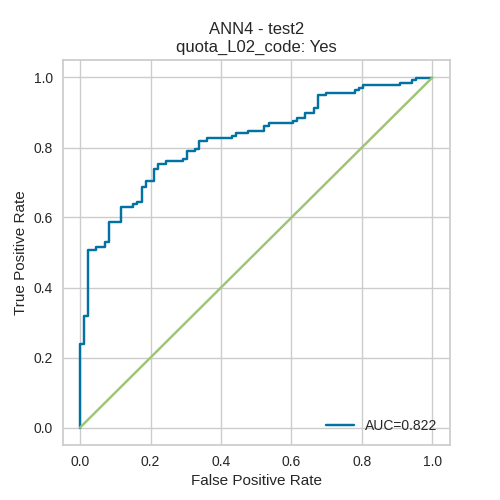 ANN4 - test2
quota_L02_code: Yes
1.0
0.8
0.6
0.4
0.2
0.0
True Positive Rate
AUC=0.822
0.0 0.2 0.4 0.6 0.8 1.0
False Positive Rate